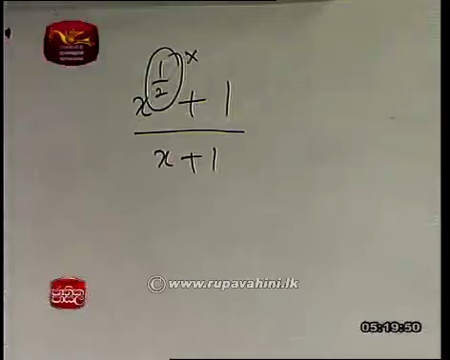 x^(1/2) × + 1
x + 1
© www.rupavahini.lk
05:19:50